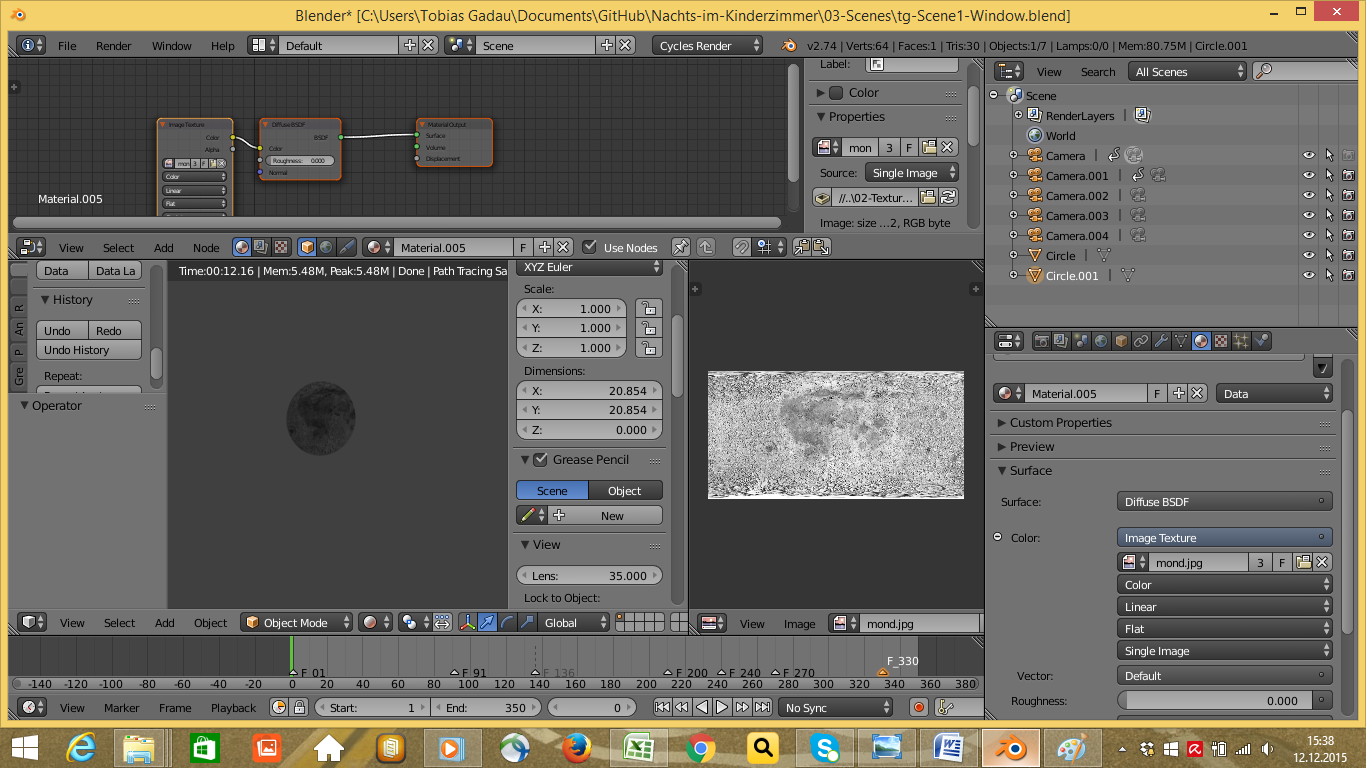 Blender* [C:\Users\Tobias Gadau\Documents\GitHub\Nachts-im-Kinderzimmer\03-Scenes\tg-Scene1-Window.blend]
File Render Window Help Default Scene Cycles Render v2.74 | Verts:64 | Faces:1 | Tris:30 | Objects:1/7 | Lamps:0/0 | Mem:80.75M | Circle.001
Image Texture
Color
Alpha
mon 3 F
Color
Linear
Flat
Diffuse BSDF
BSDF
Color
Roughness: 0.000
Normal
Material Output
Surface
Volume
Displacement
Material.005
Label:
Color
Properties
mon 3 F
Source: Single Image
//..\02-Textur...
Image: size ...2, RGB byte
View Select Add Node Material.005 F Use Nodes
View Search All Scenes
Scene
RenderLayers
World
Camera
Camera.001
Camera.002
Camera.003
Camera.004
Circle
Circle.001
Data Data La
History
Undo Redo
Undo History
Repeat:
Operator
R
An
P
Gre
Time:00:12.16 | Mem:5.48M, Peak:5.48M | Done | Path Tracing Sa
XYZ Euler
Scale:
X: 1.000
Y: 1.000
Z: 1.000
Dimensions:
X: 20.854
Y: 20.854
Z: 0.000
Grease Pencil
Scene Object
New
View
Lens: 35.000
Lock to Object:
View Select Add Object Object Mode Global
View Image mond.jpg
Material.005 F Data
Custom Properties
Preview
Surface
Surface: Diffuse BSDF
Color: Image Texture
mond.jpg 3 F
Color
Linear
Flat
Single Image
Vector: Default
Roughness: 0.000
F_330
F_01 F_91 F_136 F_200 F_240 F_270
-140 -120 -100 -80 -60 -40 -20 0 20 40 60 80 100 120 140 160 180 200 220 240 260 280 300 320 340 360 380
View Marker Frame Playback Start: 1 End: 350 0 No Sync
15:38
12.12.2015